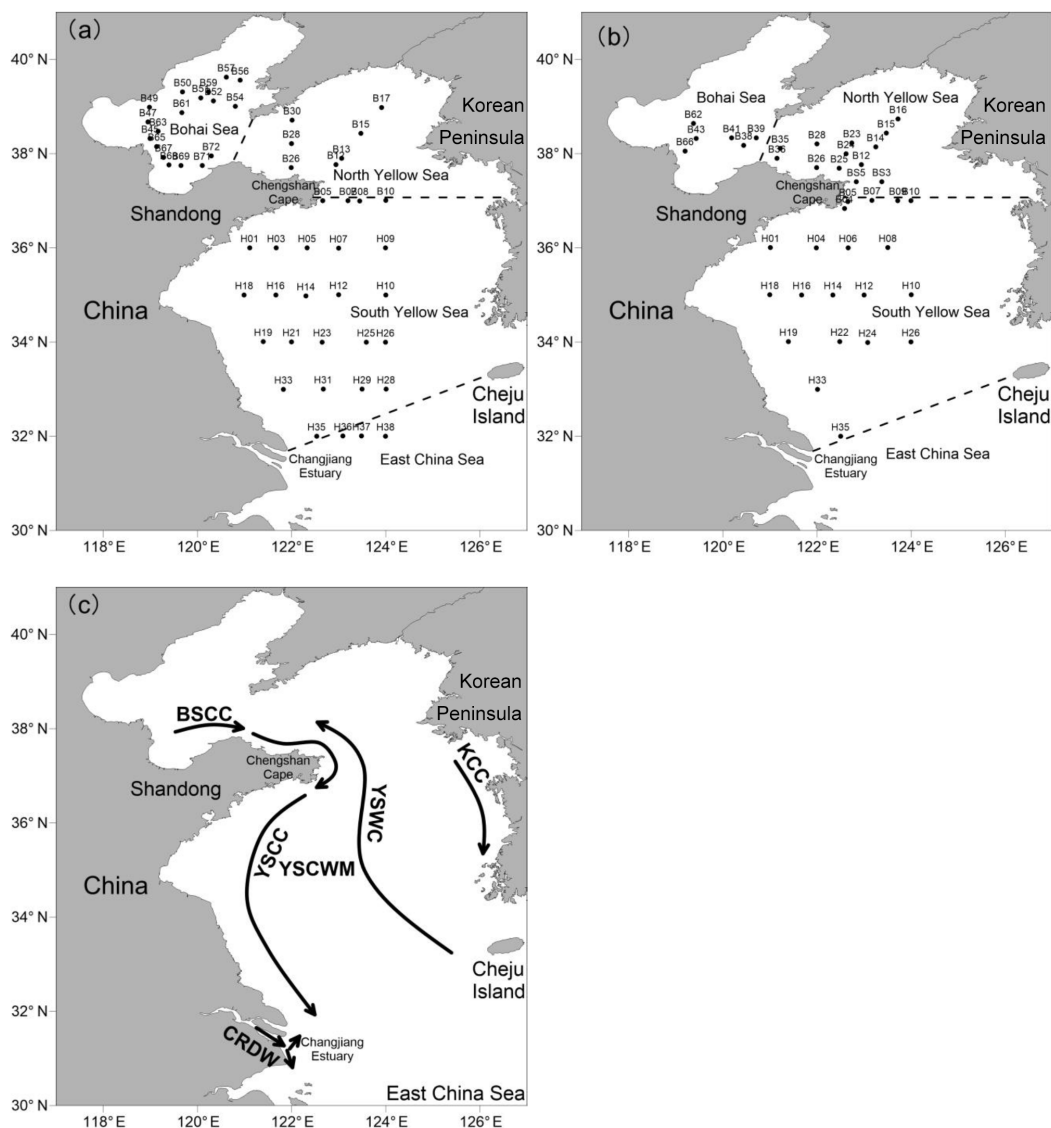 (a)
40° N
38° N
36° N
34° N
32° N
30° N
118° E
120° E
122° E
124° E
126° E
B57
B56
B50
B59
B52
B54
B49
B61
B47
B63
B67
B69
B71
B72
Bohai Sea
B30
B28
B26
B17
B15
B13
North Yellow Sea
Korean
Peninsula
Chengshan
Cape
Shandong
B05
B08
B10
H01
H03
H05
H07
H09
H18
H16
H14
H12
H10
China
South Yellow Sea
H19
H21
H23
H25
H26
H33
H31
H29
H28
Cheju
Island
H35
H36
H37
H38
Changjiang
Estuary
East China Sea
(b)
40° N
38° N
36° N
34° N
32° N
30° N
118° E
120° E
122° E
124° E
126° E
Bohai Sea
North Yellow Sea
Korean
Peninsula
B62
B43
B66
B41
B39
B38
B35
B28
B23
B16
B15
B14
B26
B25
B12
BS5
BS3
Chengshan
Cape
Shandong
B05
B07
B09
B10
H01
H04
H06
H08
H18
H16
H14
H12
H10
China
South Yellow Sea
H19
H22
H24
H26
H33
Cheju
Island
H35
Changjiang
Estuary
East China Sea
(c)
40° N
38° N
36° N
34° N
32° N
30° N
118° E
120° E
122° E
124° E
126° E
Korean
Peninsula
BSCC
Chengshan
Cape
KCC
Shandong
YSWC
YSCC
YSCWM
China
Cheju
Island
CRDW
Changjiang
Estuary
East China Sea